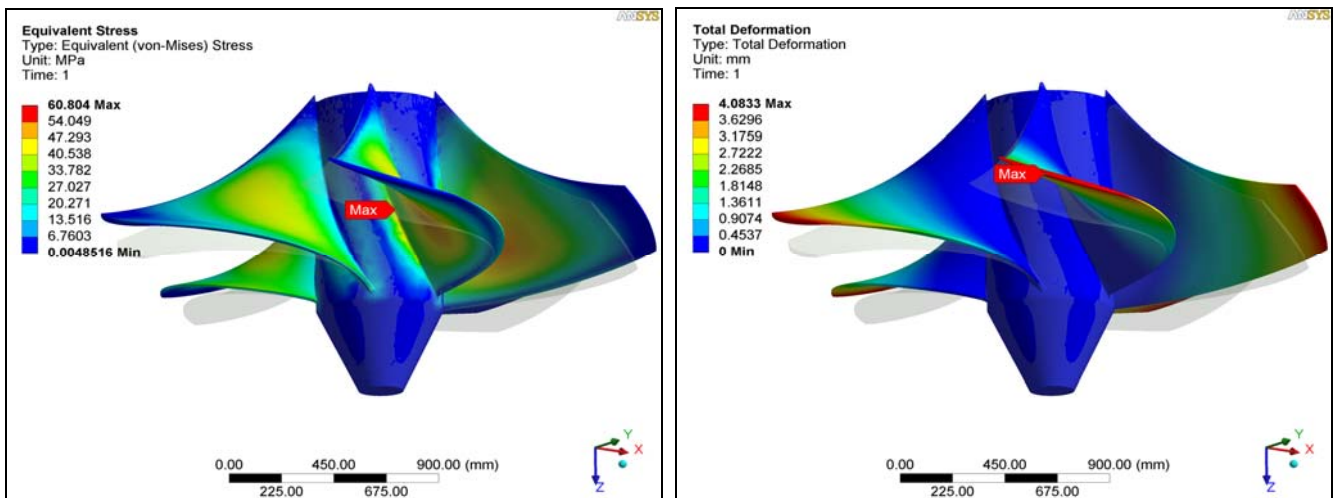 ANSYS
Equivalent Stress
Type: Equivalent (von-Mises) Stress
Unit: MPa
Time: 1
60.804 Max
54.049
47.293
40.538
33.782
27.027
20.271
13.516
6.7603
0.0048516 Min
Max
0.00 450.00 900.00 (mm)
225.00 675.00
Y
X
Z
ANSYS
Total Deformation
Type: Total Deformation
Unit: mm
Time: 1
4.0833 Max
3.6296
3.1759
2.7222
2.2685
1.8148
1.3611
0.9074
0.4537
0 Min
Max
0.00 450.00 900.00 (mm)
225.00 675.00
Y
X
Z